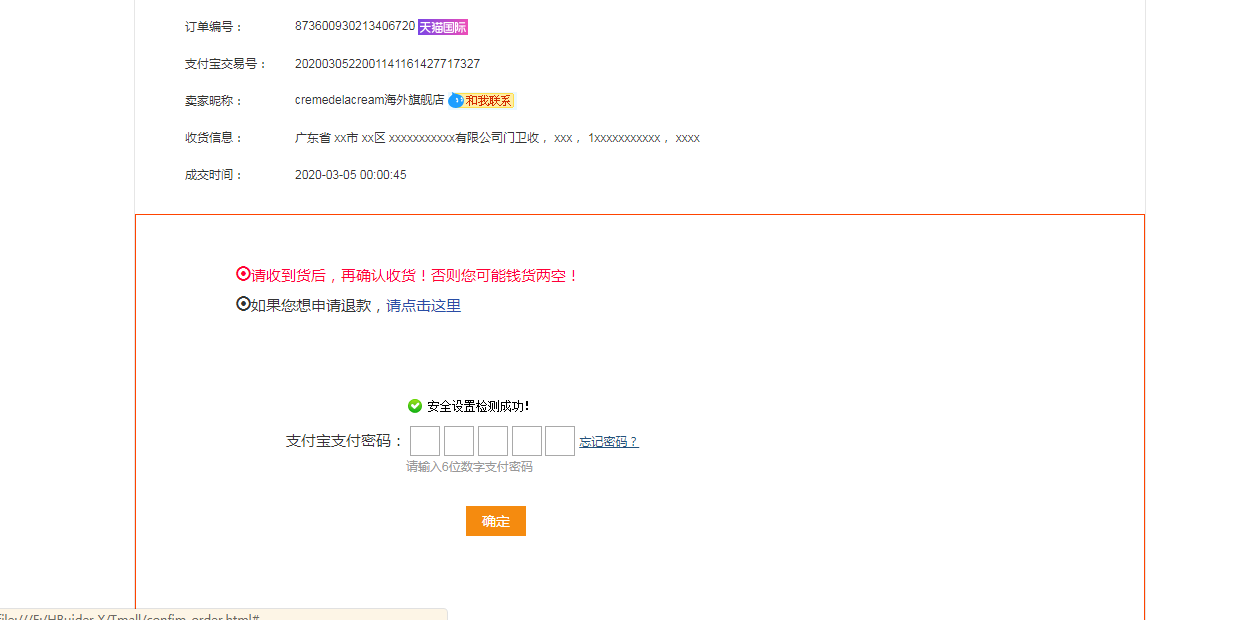 订单编号： 873600930213406720 天猫国际
支付宝交易号： 2020030522001141161427717327
卖家昵称： cremedelacream海外旗舰店 和我联系
收货信息： 广东省 xx市 xx区 xxxxxxxxxxx有限公司门卫收 ， xxx ， 1xxxxxxxxxxx ， xxxx
成交时间： 2020-03-05 00:00:45
请收到货后，再确认收货！否则您可能钱货两空！
如果您想申请退款，请点击这里
安全设置检测成功!
支付宝支付密码： 忘记密码？
请输入6位数字支付密码
确定
file:///F:/HBuider X/Tmall/confim-order.html#